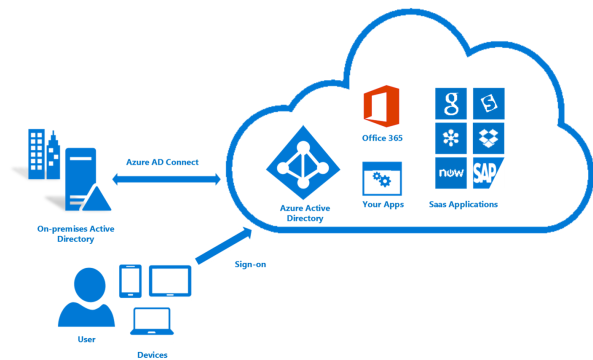 Office 365
g
S
now
SAP
Azure AD Connect
Azure Active
Directory
Your Apps
Saas Applications
On-premises Active
Directory
Sign-on
User
Devices